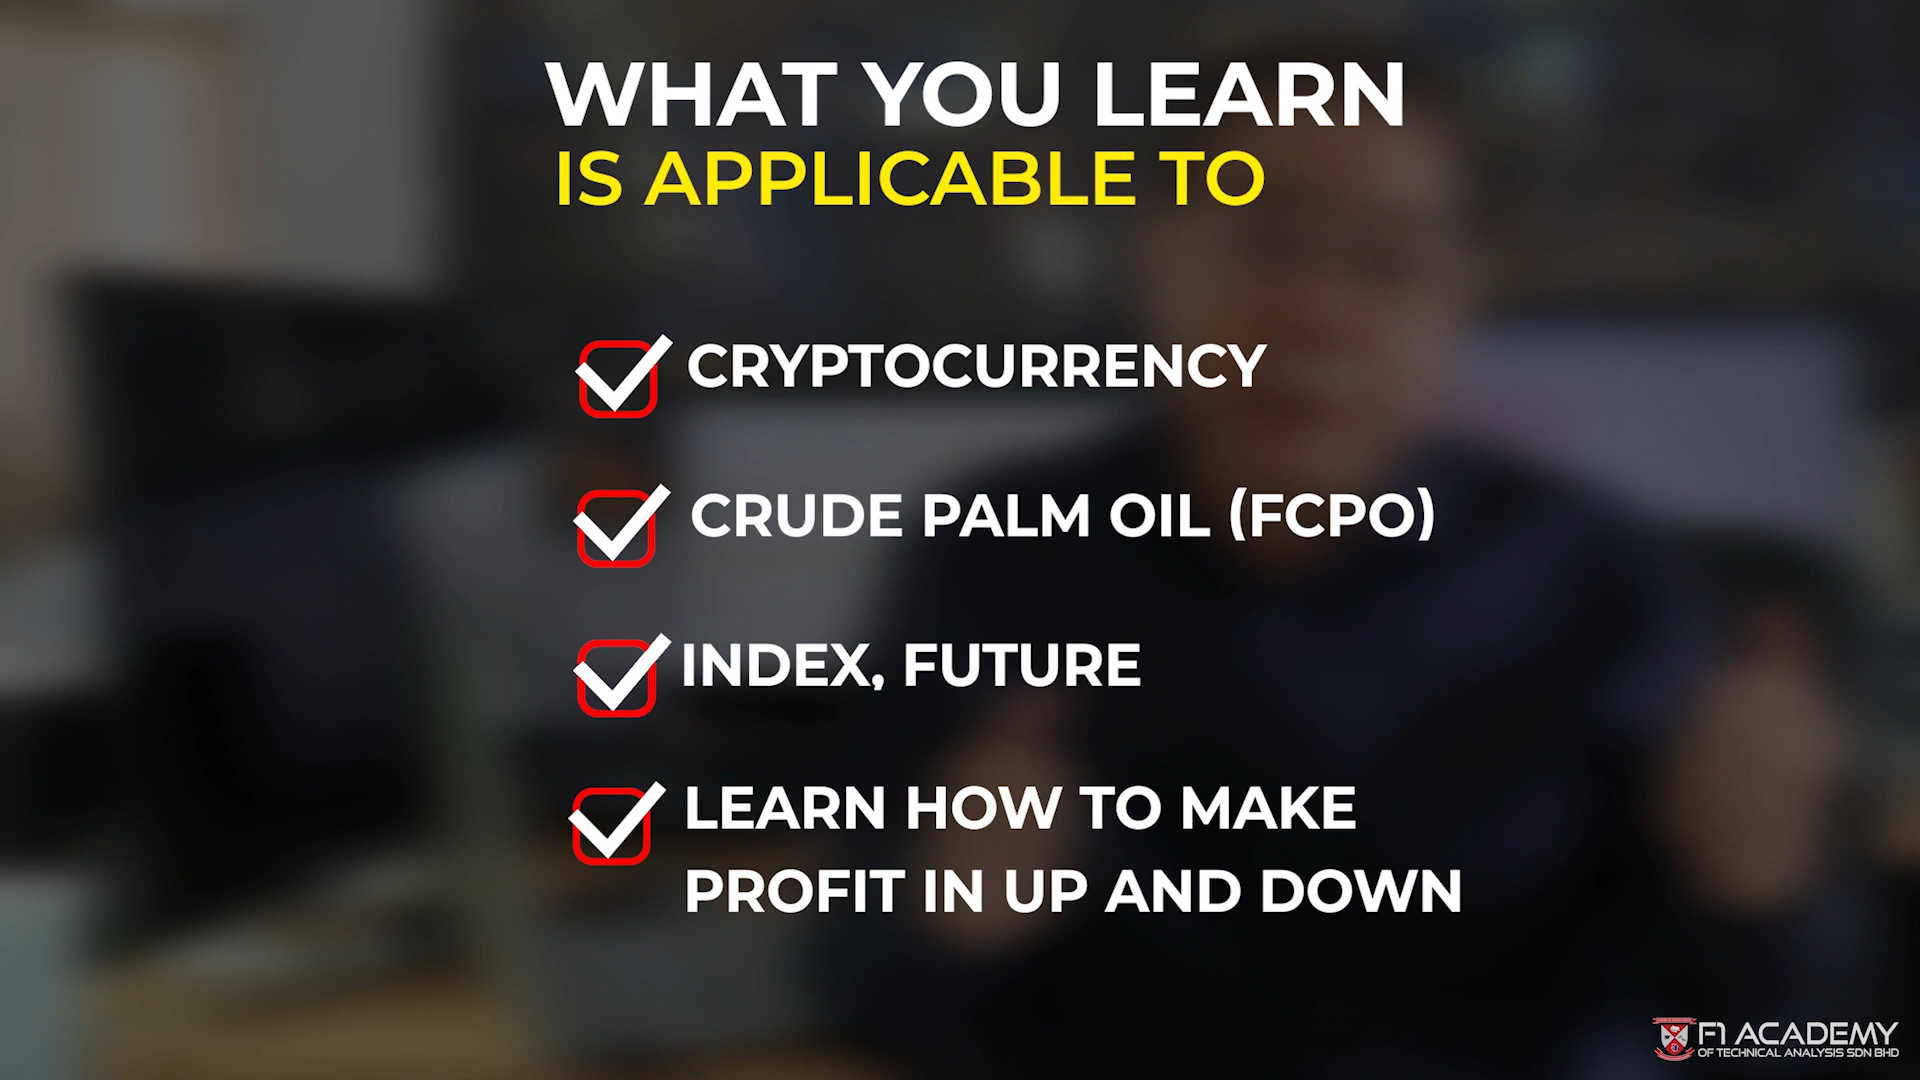 WHAT YOU LEARN
IS APPLICABLE TO
CRYPTOCURRENCY
CRUDE PALM OIL (FCPO)
INDEX, FUTURE
LEARN HOW TO MAKE
PROFIT IN UP AND DOWN
F1 ACADEMY
OF TECHNICAL ANALYSIS SDN BHD